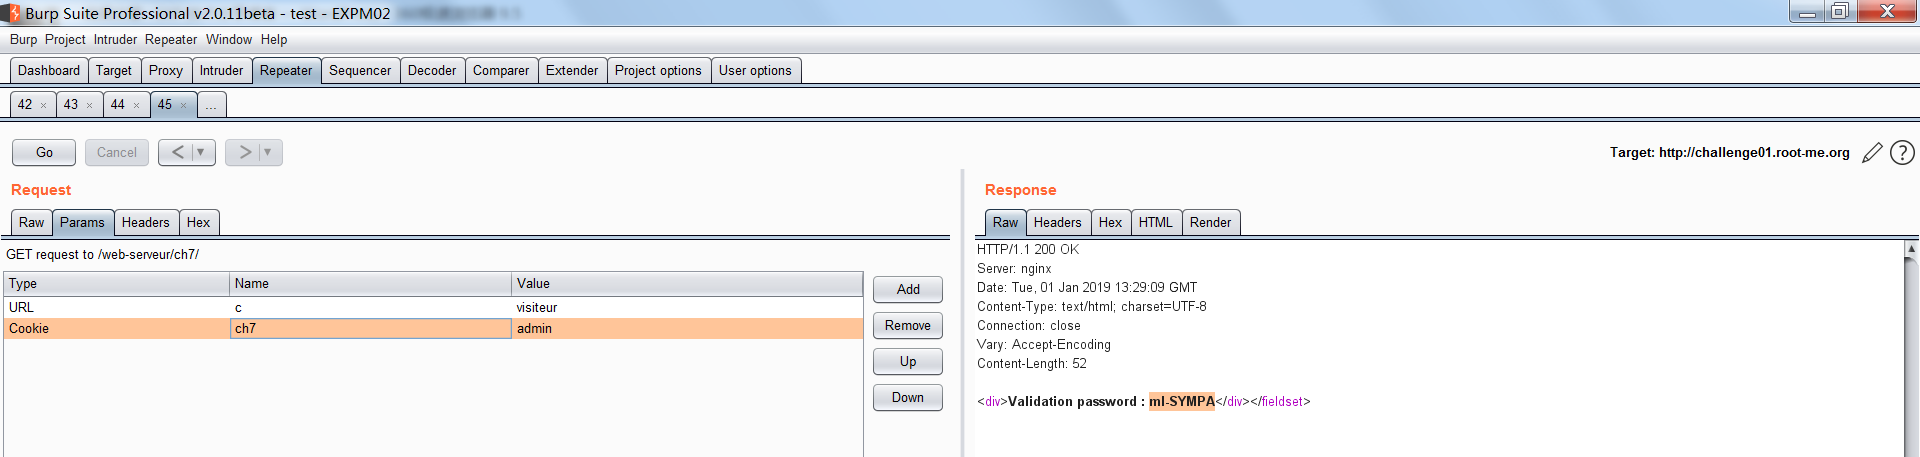 Burp Suite Professional v2.0.11beta - test - EXPM02
Burp Project Intruder Repeater Window Help
Dashboard Target Proxy Intruder Repeater Sequencer Decoder Comparer Extender Project options User options
42 × 43 × 44 × 45 × ...
Go Cancel < ▼ > ▼ Target: http://challenge01.root-me.org ?
Request
Raw Params Headers Hex
GET request to /web-serveur/ch7/
Type Name Value
URL c visiteur
Cookie ch7 admin
Add
Remove
Up
Down
Response
Raw Headers Hex HTML Render
HTTP/1.1 200 OK
Server: nginx
Date: Tue, 01 Jan 2019 13:29:09 GMT
Content-Type: text/html; charset=UTF-8
Connection: close
Vary: Accept-Encoding
Content-Length: 52
<div>Validation password : ml-SYMPA</div></fieldset>